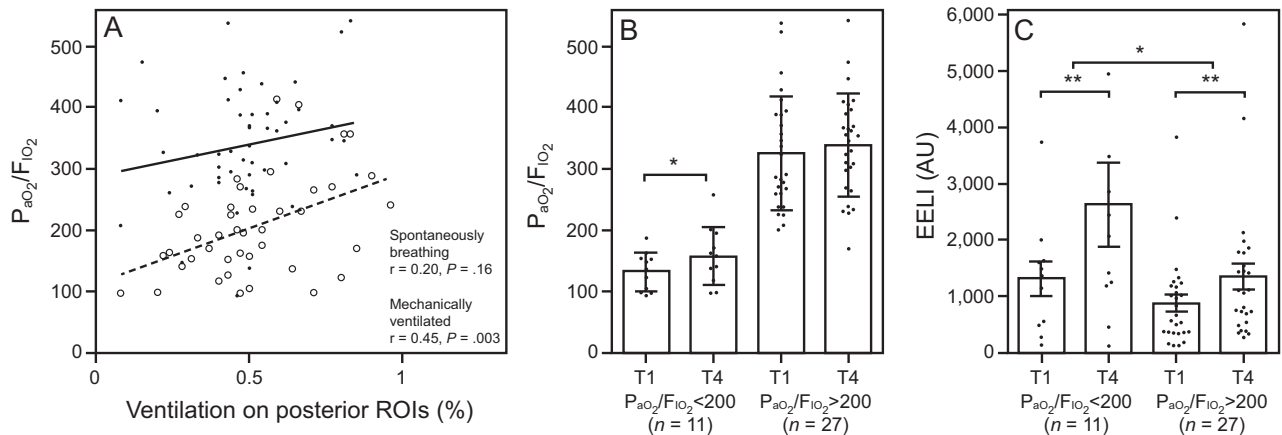 A
500
400
300
200
100
0
PaO2/FIO2
0
0.5
1
Ventilation on posterior ROIs (%)
Spontaneously
breathing
r = 0.20, P = .16
Mechanically
ventilated
r = 0.45, P = .003
B
500
400
300
200
100
0
PaO2/FIO2
*
T1
T4
T1
T4
PaO2/FIO2<200
(n = 11)
PaO2/FIO2>200
(n = 27)
C
6,000
5,000
4,000
3,000
2,000
1,000
0
EELI (AU)
*
**
**
T1
T4
T1
T4
PaO2/FIO2<200
(n = 11)
PaO2/FIO2>200
(n = 27)